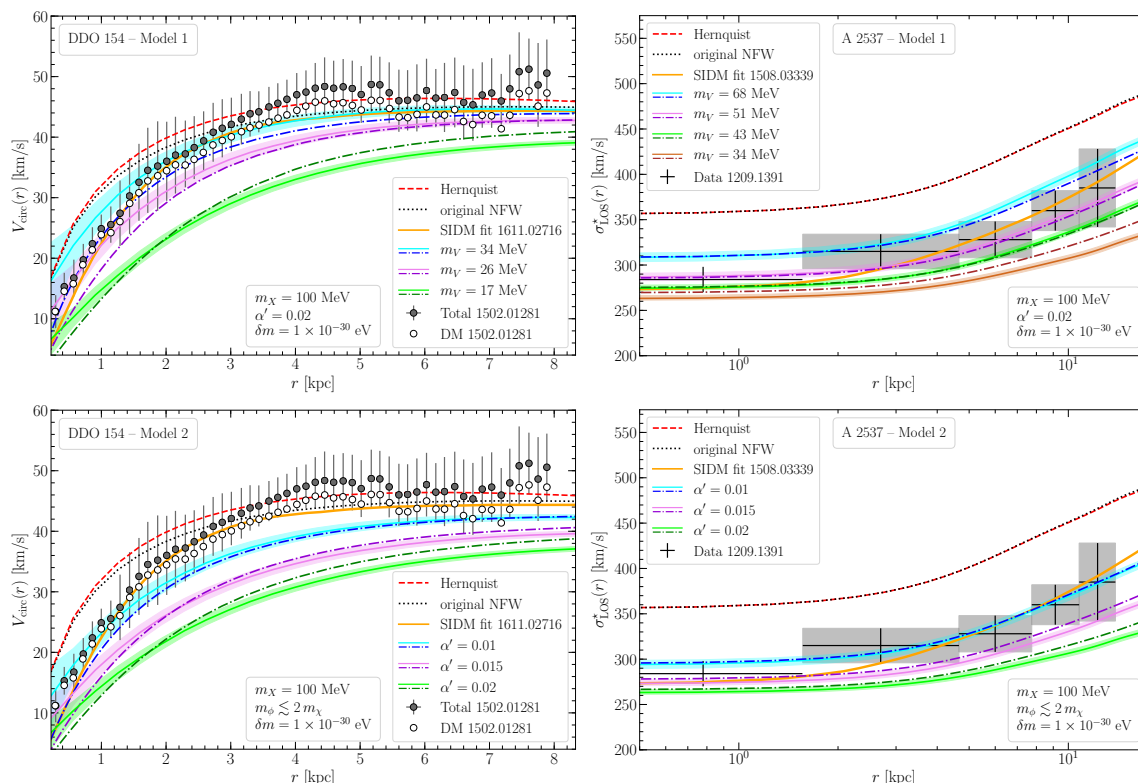 DDO 154 – Model 1
V_circ(r) [km/s]
60
50
40
30
20
10
Hernquist
original NFW
SIDM fit 1611.02716
m_V = 34 MeV
m_V = 26 MeV
m_V = 17 MeV
Total 1502.01281
DM 1502.01281
m_X = 100 MeV
α′ = 0.02
δm = 1 × 10^{-30} eV
1 2 3 4 5 6 7 8
r [kpc]
A 2537 – Model 1
σ*_LOS(r) [km/s]
550
500
450
400
350
300
250
200
Hernquist
original NFW
SIDM fit 1508.03339
m_V = 68 MeV
m_V = 51 MeV
m_V = 43 MeV
m_V = 34 MeV
Data 1209.1391
m_X = 100 MeV
α′ = 0.02
δm = 1 × 10^{-30} eV
10^0 10^1
r [kpc]
DDO 154 – Model 2
V_circ(r) [km/s]
60
50
40
30
20
10
Hernquist
original NFW
SIDM fit 1611.02716
α′ = 0.01
α′ = 0.015
α′ = 0.02
Total 1502.01281
DM 1502.01281
m_X = 100 MeV
m_ϕ ≲ 2 m_χ
δm = 1 × 10^{-30} eV
1 2 3 4 5 6 7 8
r [kpc]
A 2537 – Model 2
σ*_LOS(r) [km/s]
550
500
450
400
350
300
250
200
Hernquist
original NFW
SIDM fit 1508.03339
α′ = 0.01
α′ = 0.015
α′ = 0.02
Data 1209.1391
m_X = 100 MeV
m_ϕ ≲ 2 m_χ
δm = 1 × 10^{-30} eV
10^0 10^1
r [kpc]